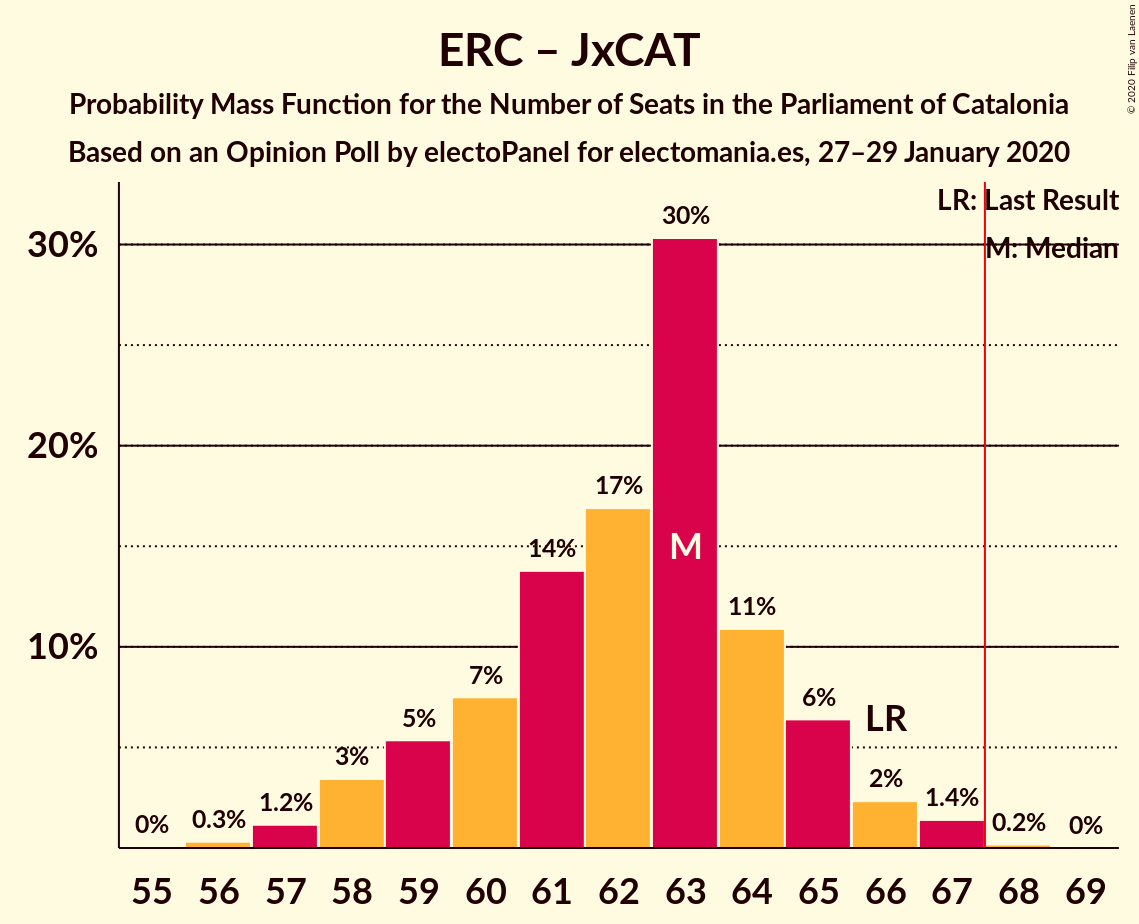 ERC – JxCAT
Probability Mass Function for the Number of Seats in the Parliament of Catalonia
Based on an Opinion Poll by electoPanel for electomania.es, 27–29 January 2020
© 2020 Filip van Laenen
LR: Last Result
M: Median
30%
20%
10%
0%
0.3%
1.2%
3%
5%
7%
14%
17%
30%
M
11%
6%
LR
2%
1.4%
0.2%
0%
55 56 57 58 59 60 61 62 63 64 65 66 67 68 69